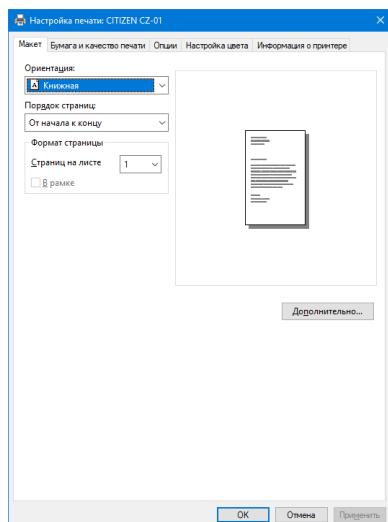 Настройка печати: CITIZEN CZ-01
Макет Бумага и качество печати Опции Настройка цвета Информация о принтере
Ориентация:
Книжная
Порядок страниц:
От начала к концу
Формат страницы
Страниц на листе 1
В рамке
Дополнительно...
OK Отмена Применить